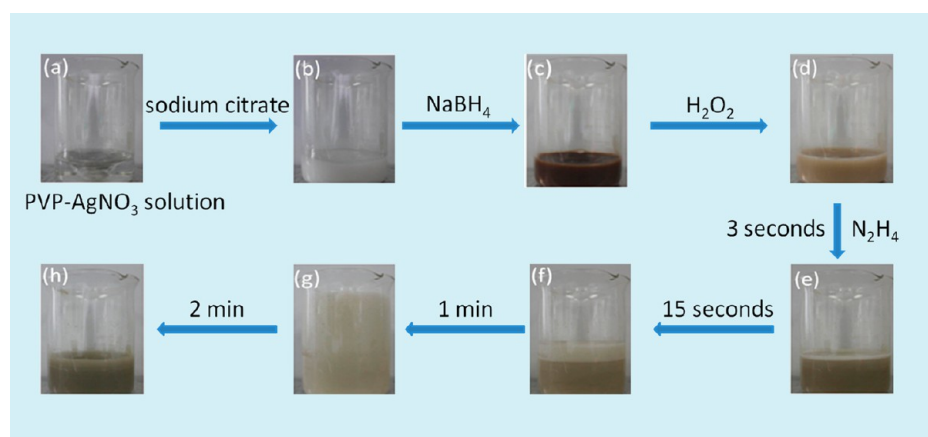 (a)
sodium citrate
(b)
NaBH₄
(c)
H₂O₂
(d)
PVP-AgNO₃ solution
3 seconds
N₂H₄
(h)
2 min
(g)
1 min
(f)
15 seconds
(e)